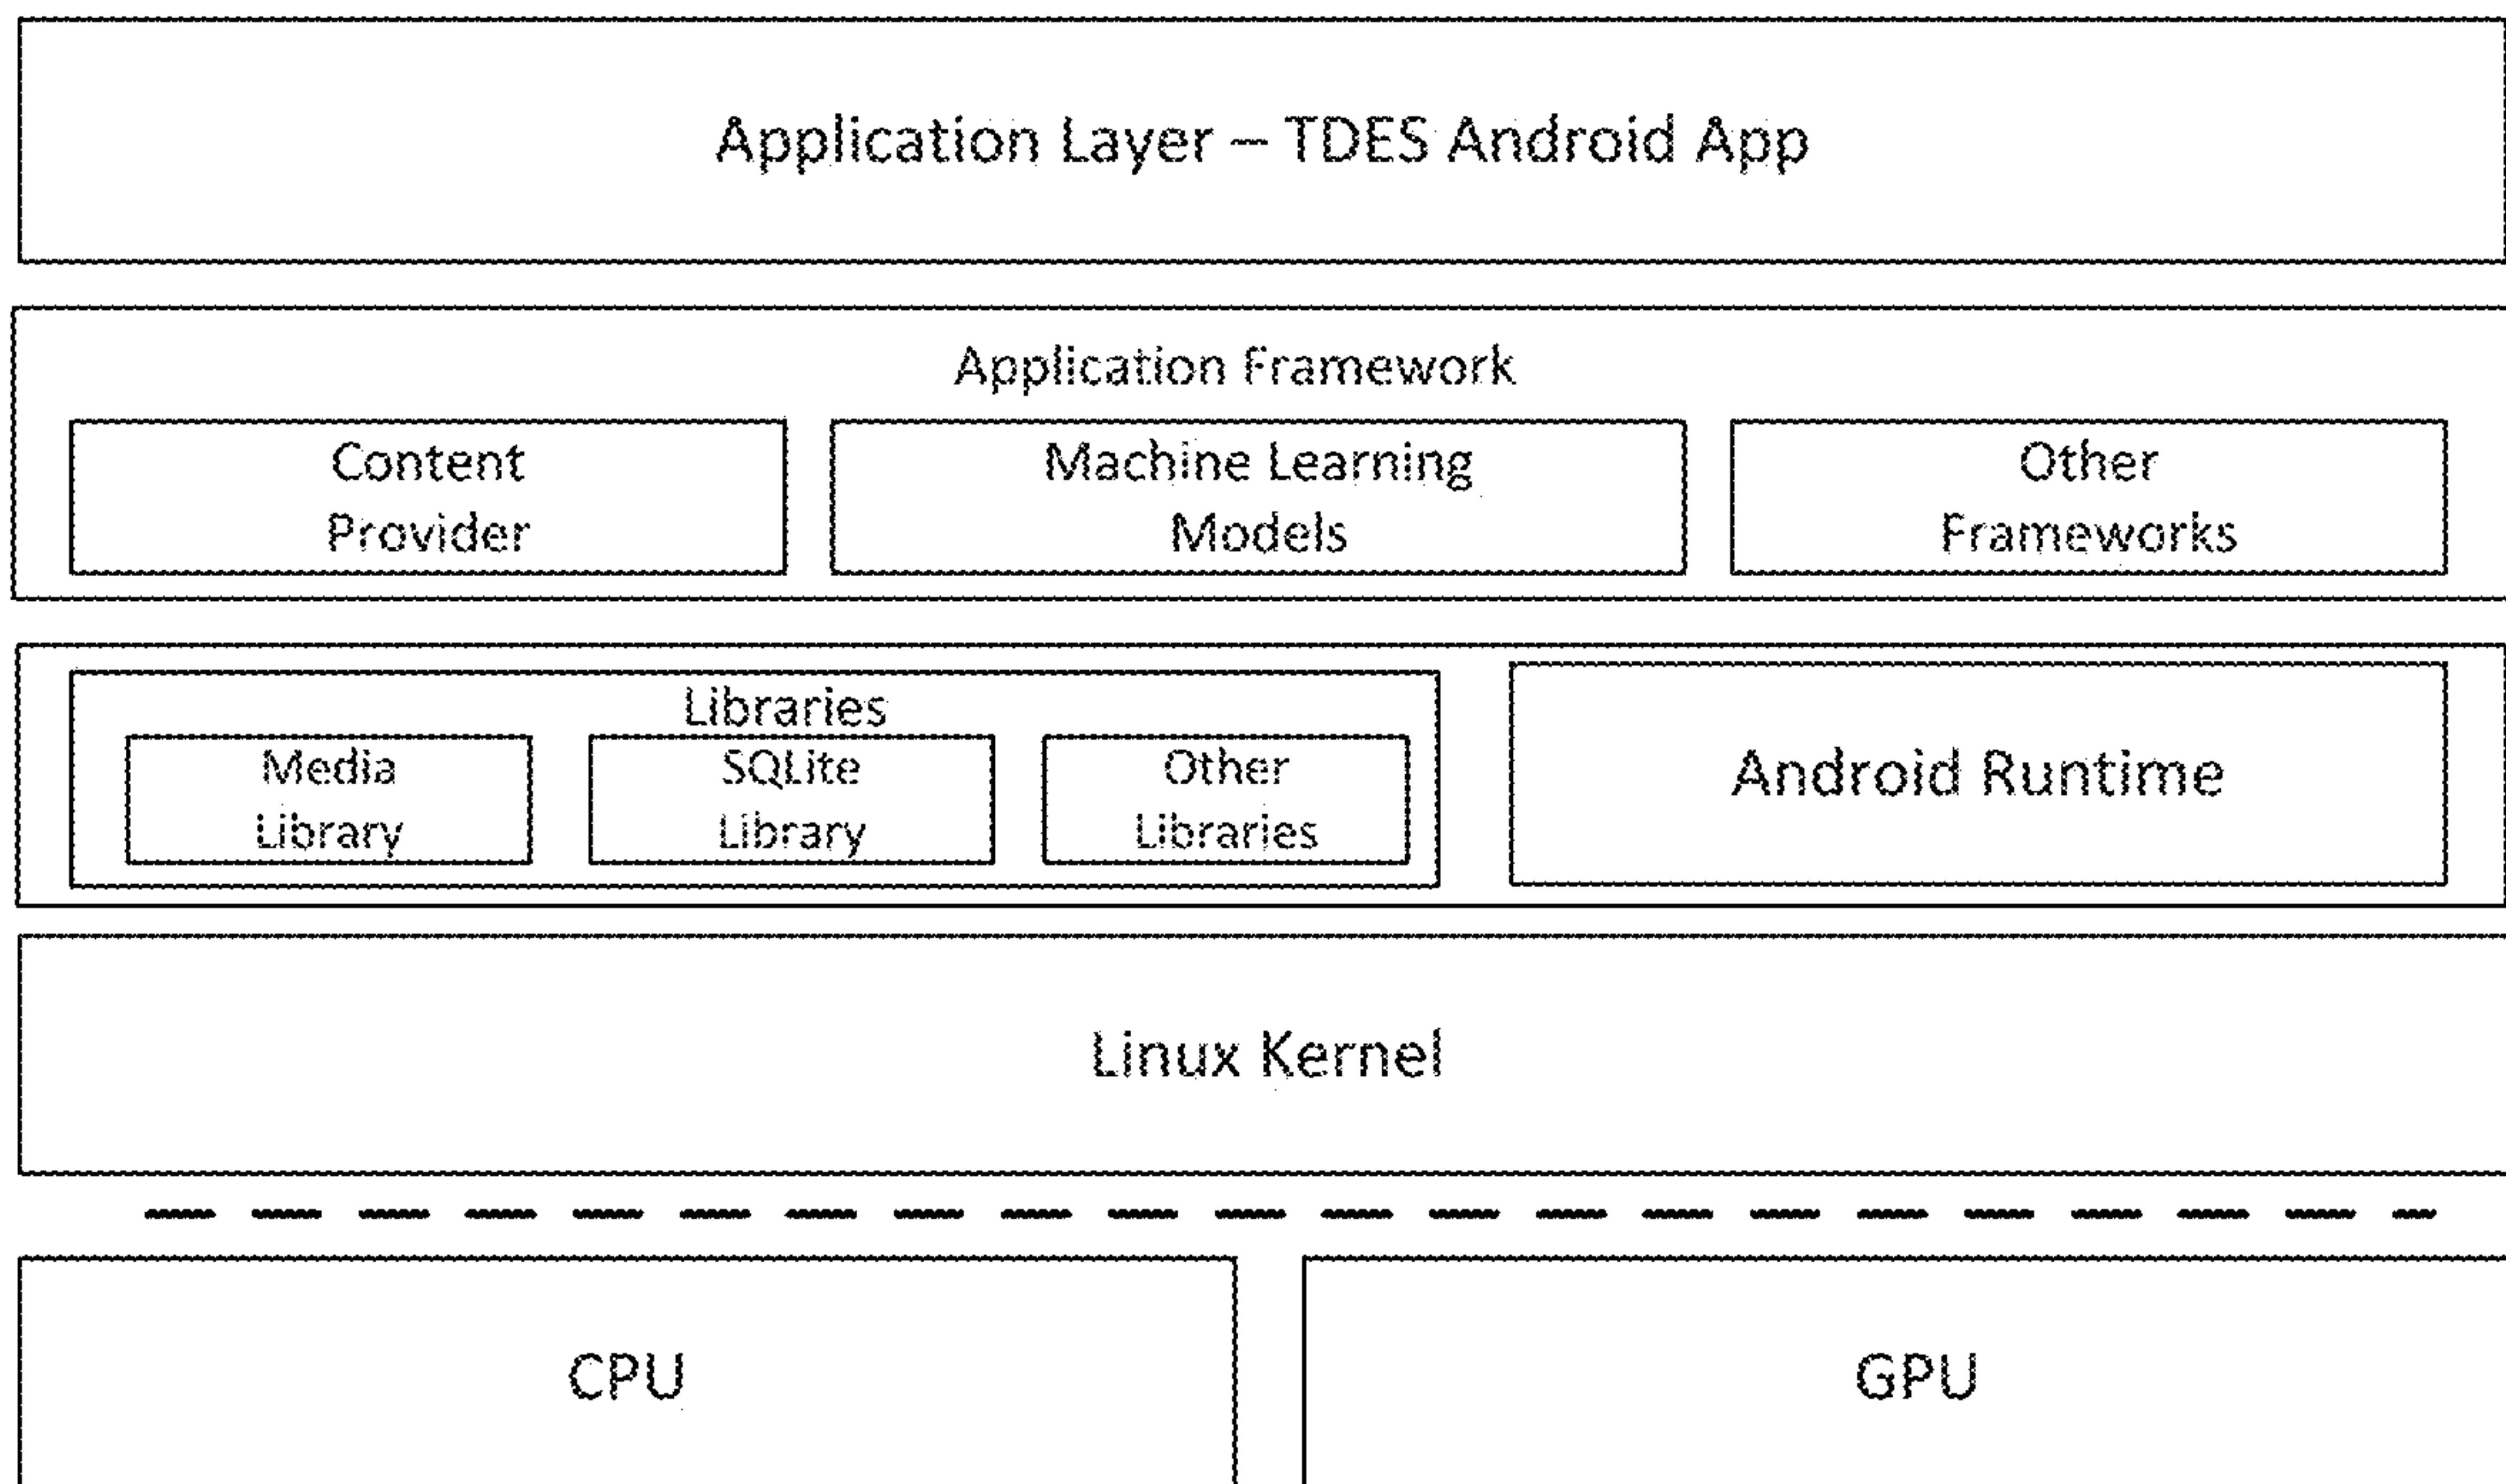 Application Layer – TDES Android App
Application Framework
Content
Provider
Machine Learning
Models
Other
Frameworks
Libraries
Media
Library
SQLite
Library
Other
Libraries
Android Runtime
Linux Kernel
CPU
GPU